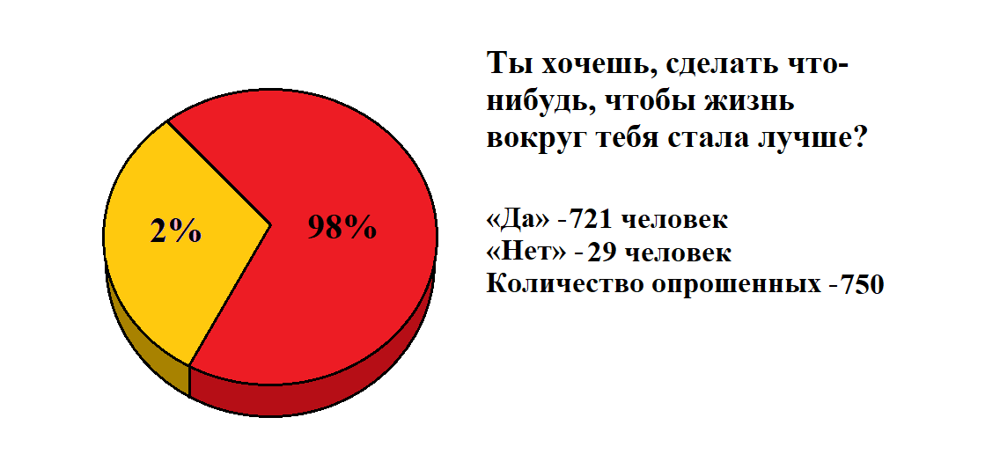 Ты хочешь, сделать что-
нибудь, чтобы жизнь
вокруг тебя стала лучше?
2%
98%
«Да» -721 человек
«Нет» -29 человек
Количество опрошенных -750